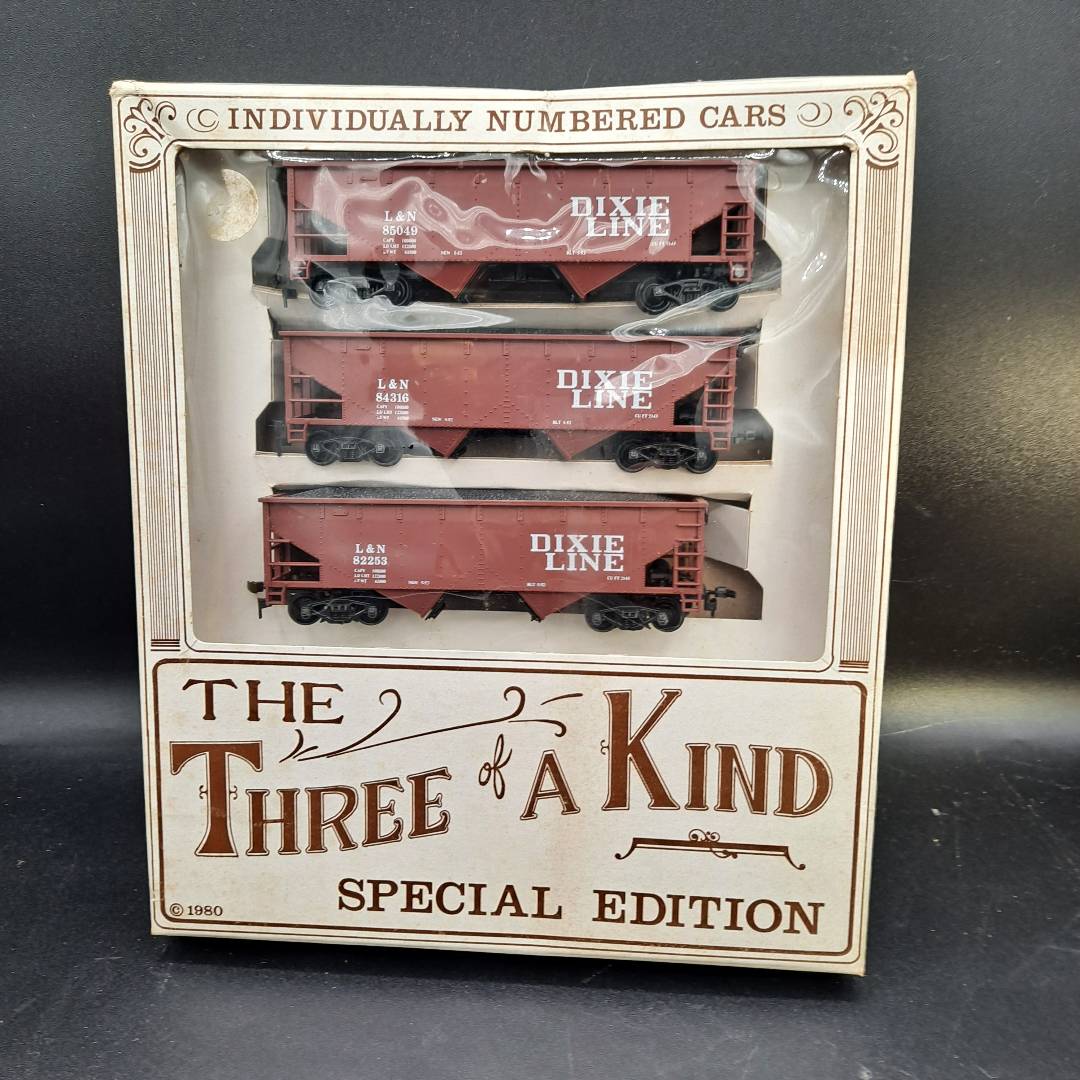 INDIVIDUALLY NUMBERED CARS
L & N
85049
DIXIE
LINE
L & N
84316
DIXIE
LINE
L & N
82253
DIXIE
LINE
THE
THREE of A KIND
SPECIAL EDITION
© 1980